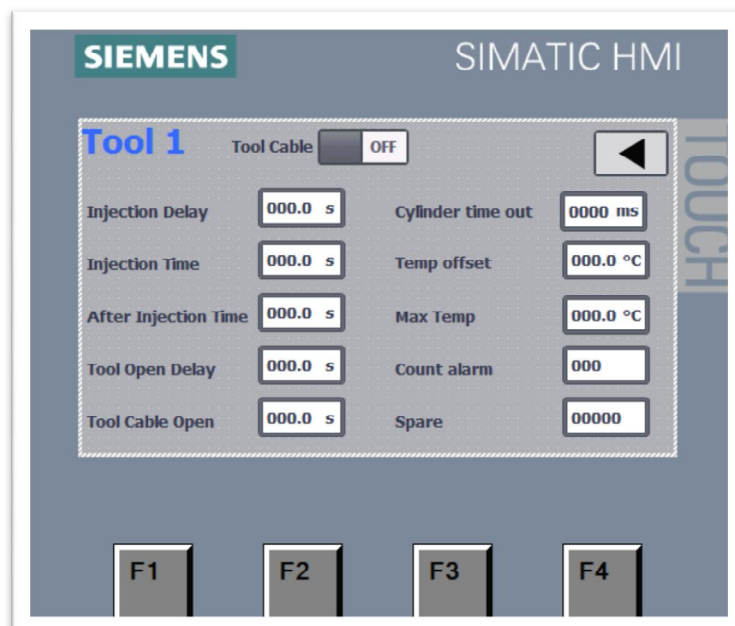 SIEMENS
SIMATIC HMI
TOUCH
Tool 1
Tool Cable OFF
Injection Delay 000.0 s
Cylinder time out 0000 ms
Injection Time 000.0 s
Temp offset 000.0 °C
After Injection Time 000.0 s
Max Temp 000.0 °C
Tool Open Delay 000.0 s
Count alarm 000
Tool Cable Open 000.0 s
Spare 00000
F1 F2 F3 F4